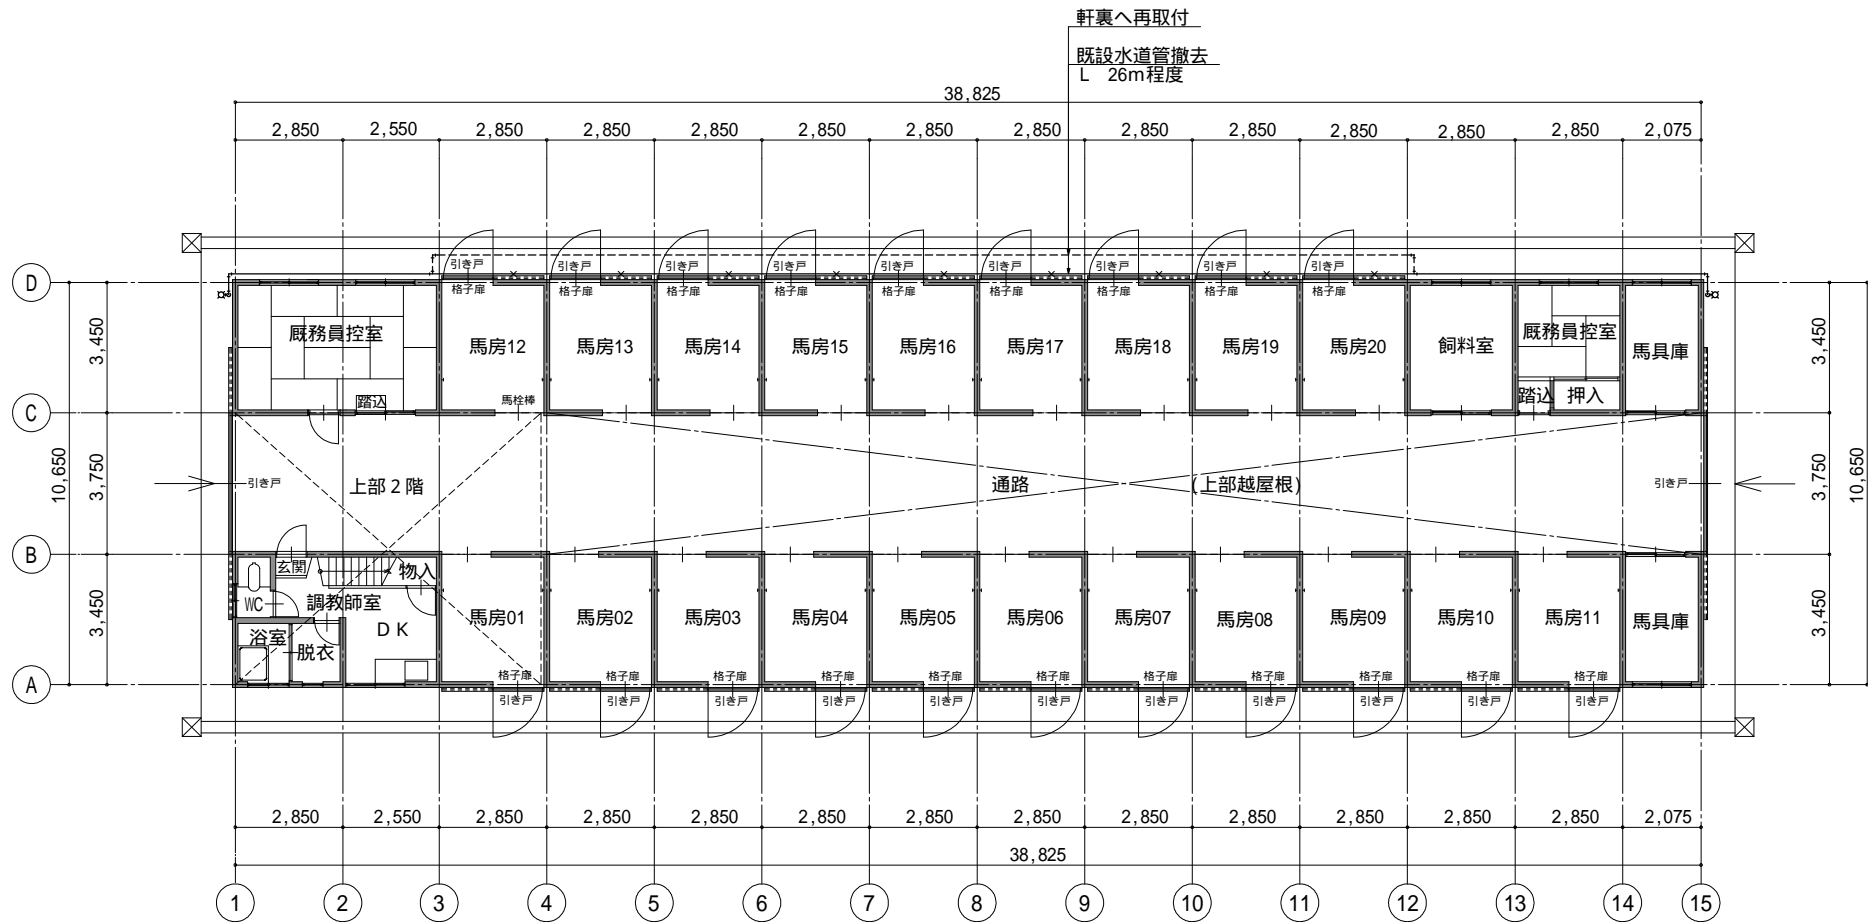 軒裏へ再取付
既設水道管撤去
L 26m程度
38,825
2,850 2,550 2,850 2,850 2,850 2,850 2,850 2,850 2,850 2,850 2,850 2,850 2,850 2,075
引き戸 引き戸 引き戸 引き戸 引き戸 引き戸 引き戸 引き戸 引き戸
格子扉 格子扉 格子扉 格子扉 格子扉 格子扉 格子扉 格子扉 格子扉
D
3,450 3,450
厩務員控室 馬房12 馬房13 馬房14 馬房15 馬房16 馬房17 馬房18 馬房19 馬房20 飼料室 厩務員控室 馬具庫
踏込 馬栓棒 踏込 押入
C
10,650 3,750 3,750 10,650
引き戸 上部2階 通路 (上部越屋根) 引き戸
B
玄関 物入
WC 調教師室
DK
浴室
脱衣
3,450 3,450
馬房01 馬房02 馬房03 馬房04 馬房05 馬房06 馬房07 馬房08 馬房09 馬房10 馬房11 馬具庫
A
格子扉 格子扉 格子扉 格子扉 格子扉 格子扉 格子扉 格子扉 格子扉 格子扉 格子扉
引き戸 引き戸 引き戸 引き戸 引き戸 引き戸 引き戸 引き戸 引き戸 引き戸 引き戸
2,850 2,550 2,850 2,850 2,850 2,850 2,850 2,850 2,850 2,850 2,850 2,850 2,850 2,075
38,825
1 2 3 4 5 6 7 8 9 10 11 12 13 14 15